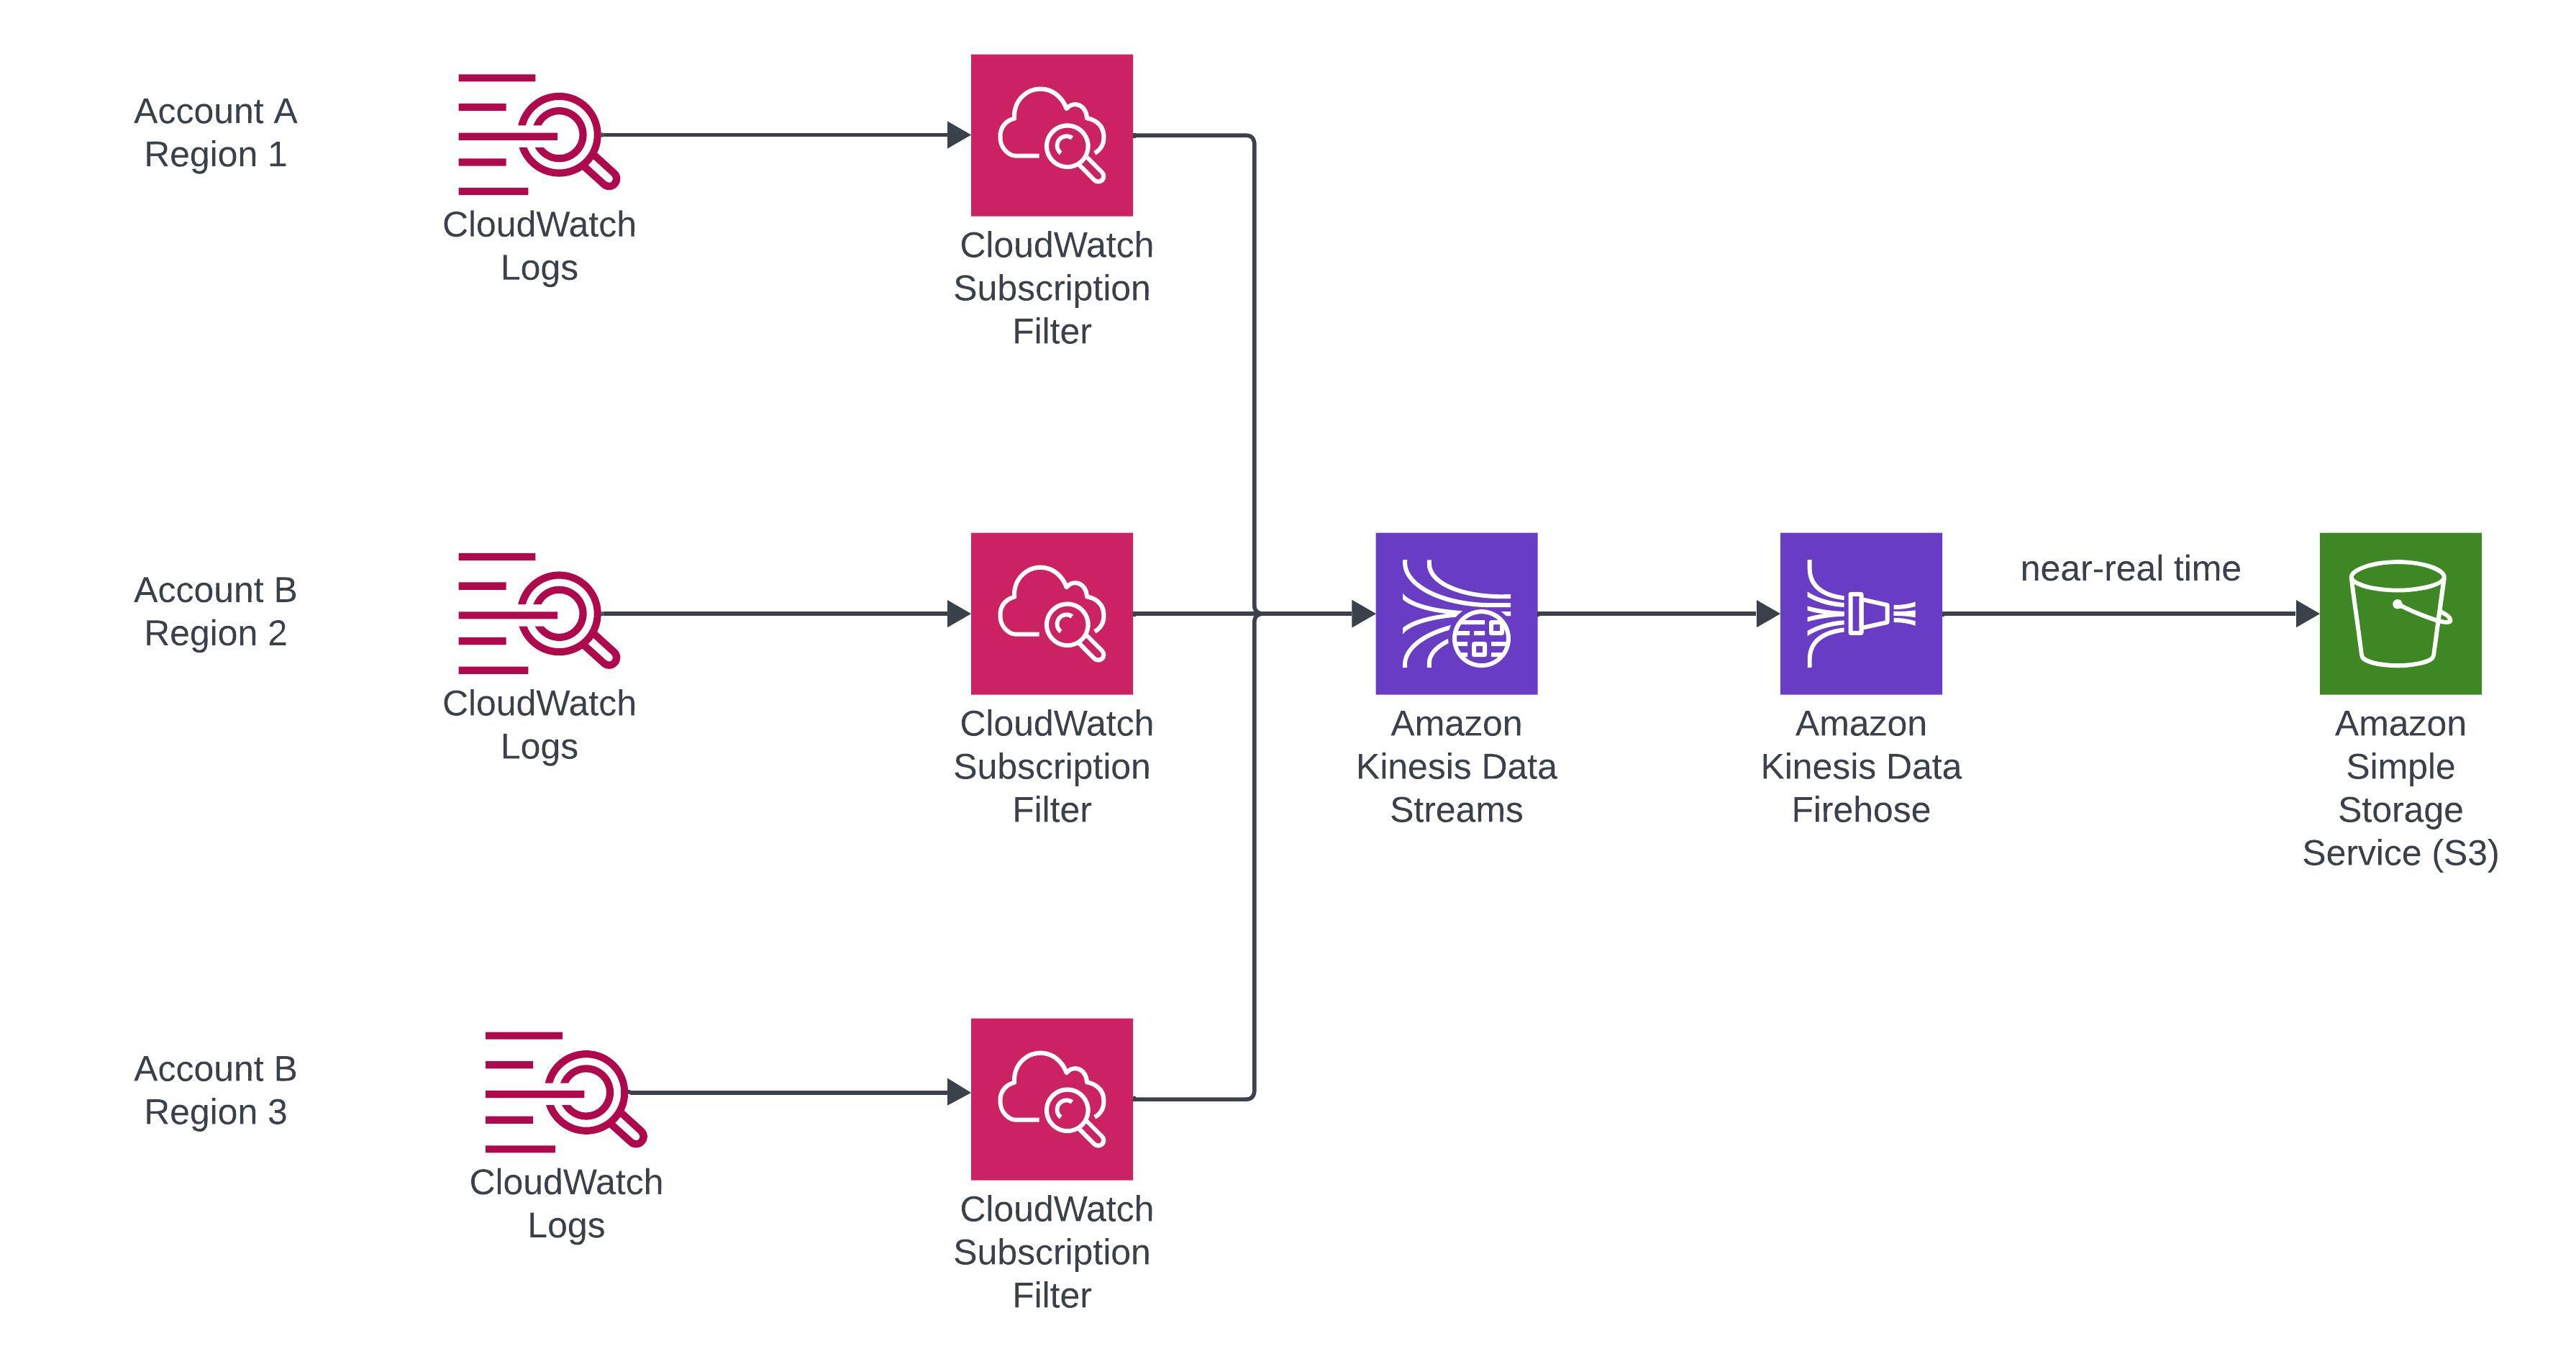 Account A
Region 1
CloudWatch
Logs
CloudWatch
Subscription
Filter
Account B
Region 2
CloudWatch
Logs
CloudWatch
Subscription
Filter
Amazon
Kinesis Data
Streams
Amazon
Kinesis Data
Firehose
near-real time
Amazon
Simple
Storage
Service (S3)
Account B
Region 3
CloudWatch
Logs
CloudWatch
Subscription
Filter